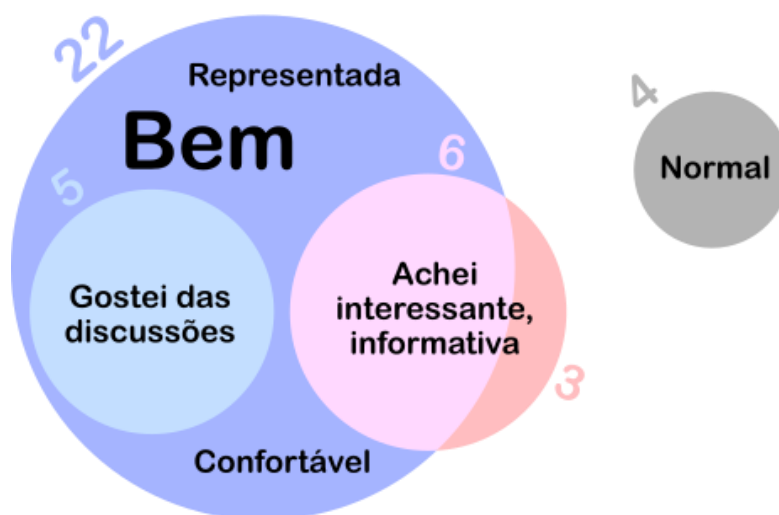 22
Representada
Bem
4
6
Normal
5
Achei
interessante,
informativa
Gostei das
discussões
3
Confortável